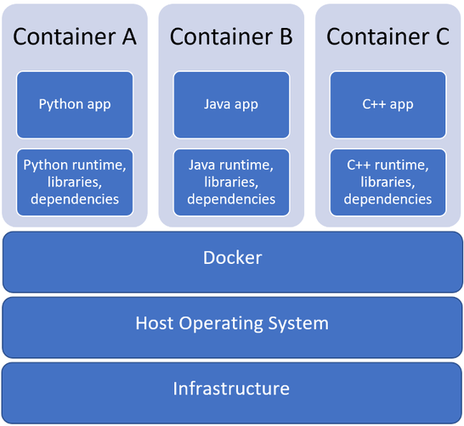 Container A
Container B
Container C
Python app
Java app
C++ app
Python runtime,
libraries,
dependencies
Java runtime,
libraries,
dependencies
C++ runtime,
libraries,
dependencies
Docker
Host Operating System
Infrastructure